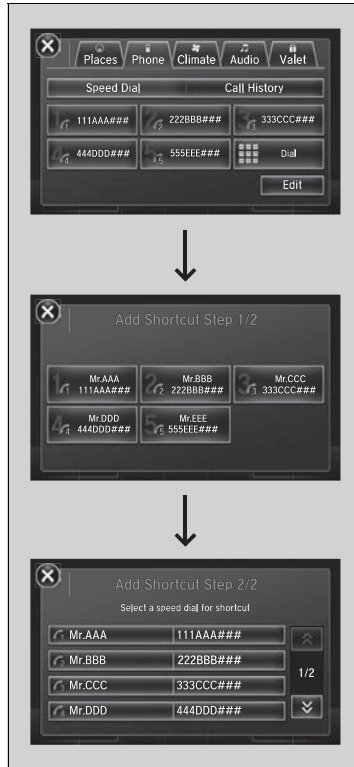 Places Phone Climate Audio Valet
Speed Dial Call History
1 111AAA### 2 222BBB### 3 333CCC###
4 444DDD### 5 555EEE### Dial
Edit
Add Shortcut Step 1/2
Mr.AAA Mr.BBB Mr.CCC
1 111AAA### 2 222BBB### 3 333CCC###
Mr.DDD Mr.EEE
4 444DDD### 5 555EEE###
Add Shortcut Step 2/2
Select a speed dial for shortcut
Mr.AAA 111AAA###
Mr.BBB 222BBB###
1/2
Mr.CCC 333CCC###
Mr.DDD 444DDD###